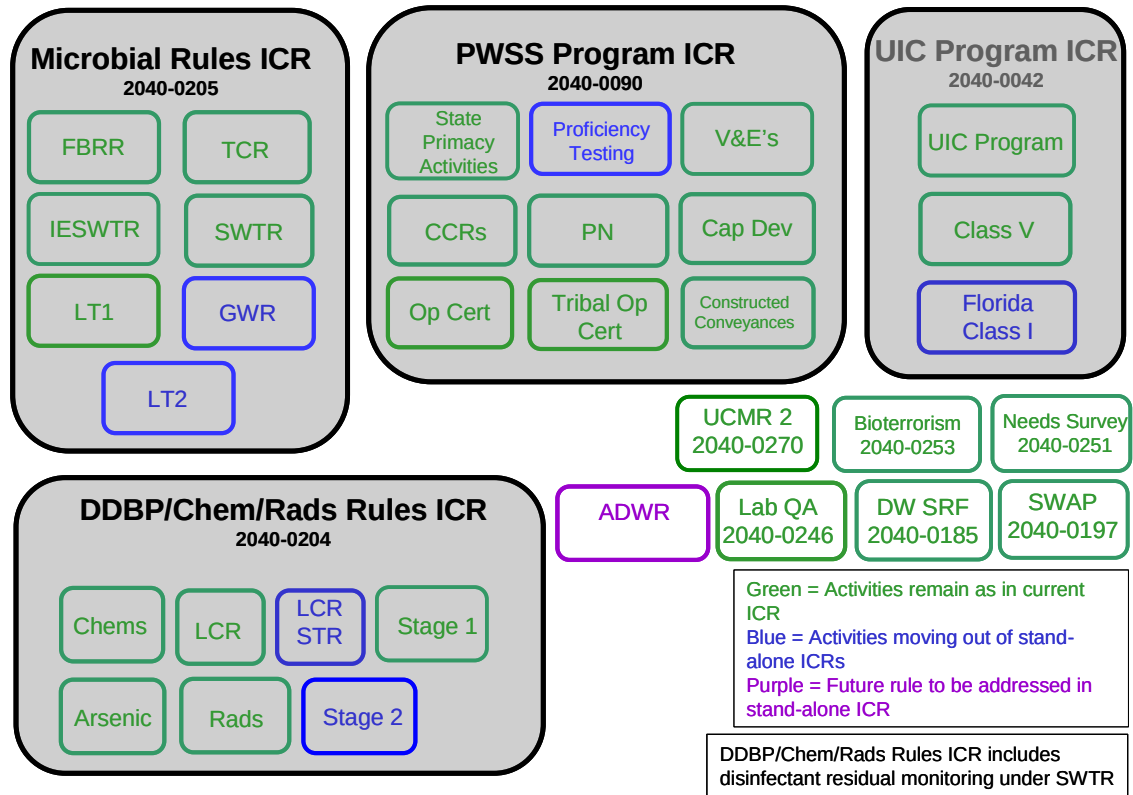 Microbial Rules ICR
2040-0205
FBRR
TCR
IESWTR
SWTR
LT1
GWR
LT2
PWSS Program ICR
2040-0090
State
Primacy
Activities
Proficiency
Testing
V&E's
CCRs
PN
Cap Dev
Op Cert
Tribal Op
Cert
Constructed
Conveyances
UIC Program ICR
2040-0042
UIC Program
Class V
Florida
Class I
UCMR 2
2040-0270
Bioterrorism
2040-0253
Needs Survey
2040-0251
ADWR
Lab QA
2040-0246
DW SRF
2040-0185
SWAP
2040-0197
DDBP/Chem/Rads Rules ICR
2040-0204
Chems
LCR
LCR
STR
Stage 1
Arsenic
Rads
Stage 2
Green = Activities remain as in current
ICR
Blue = Activities moving out of stand-
alone ICRs
Purple = Future rule to be addressed in
stand-alone ICR
DDBP/Chem/Rads Rules ICR includes
disinfectant residual monitoring under SWTR